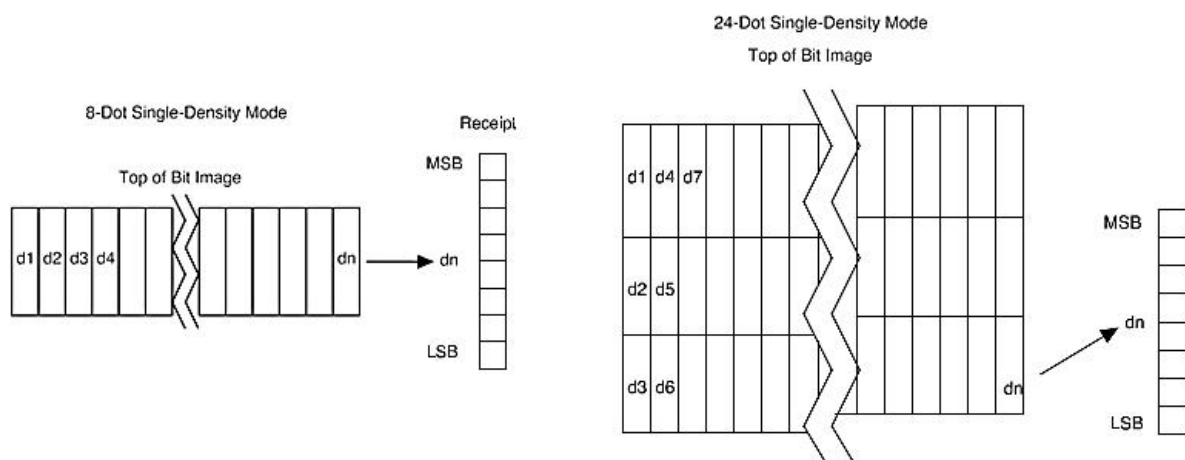 8-Dot Single-Density Mode
Top of Bit Image
d1 d2 d3 d4 dn
Receipt
MSB
dn
LSB
24-Dot Single-Density Mode
Top of Bit Image
d1 d4 d7
d2 d5
d3 d6 dn
MSB
dn
LSB